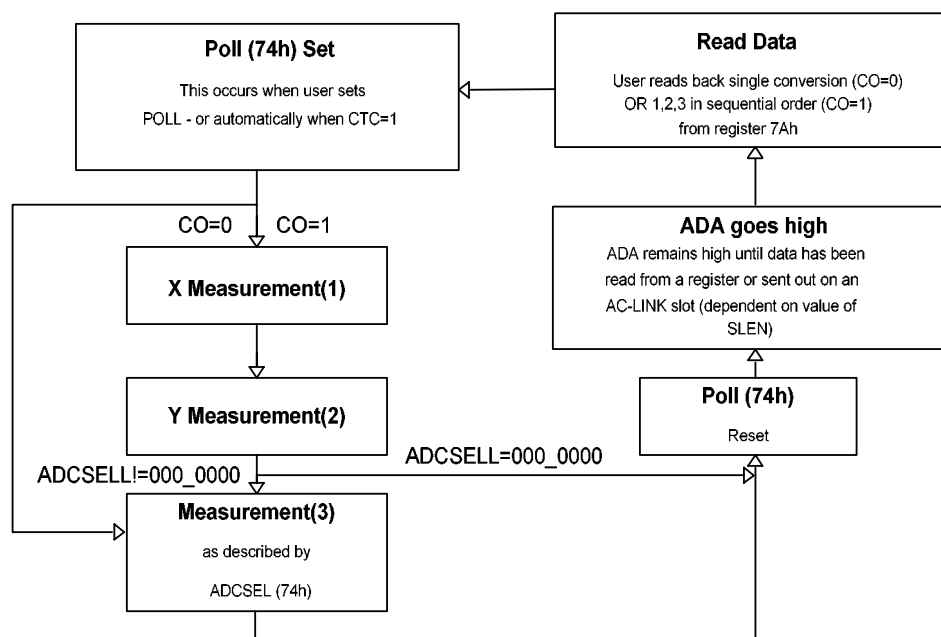 Poll (74h) Set
This occurs when user sets
POLL - or automatically when CTC=1
Read Data
User reads back single conversion (CO=0)
OR 1,2,3 in sequential order (CO=1)
from register 7Ah
CO=0
CO=1
X Measurement(1)
ADA goes high
ADA remains high until data has been
read from a register or sent out on an
AC-LINK slot (dependent on value of
SLEN)
Y Measurement(2)
Poll (74h)
Reset
ADCSELL!=000_0000
ADCSELL=000_0000
Measurement(3)
as described by
ADCSEL (74h)